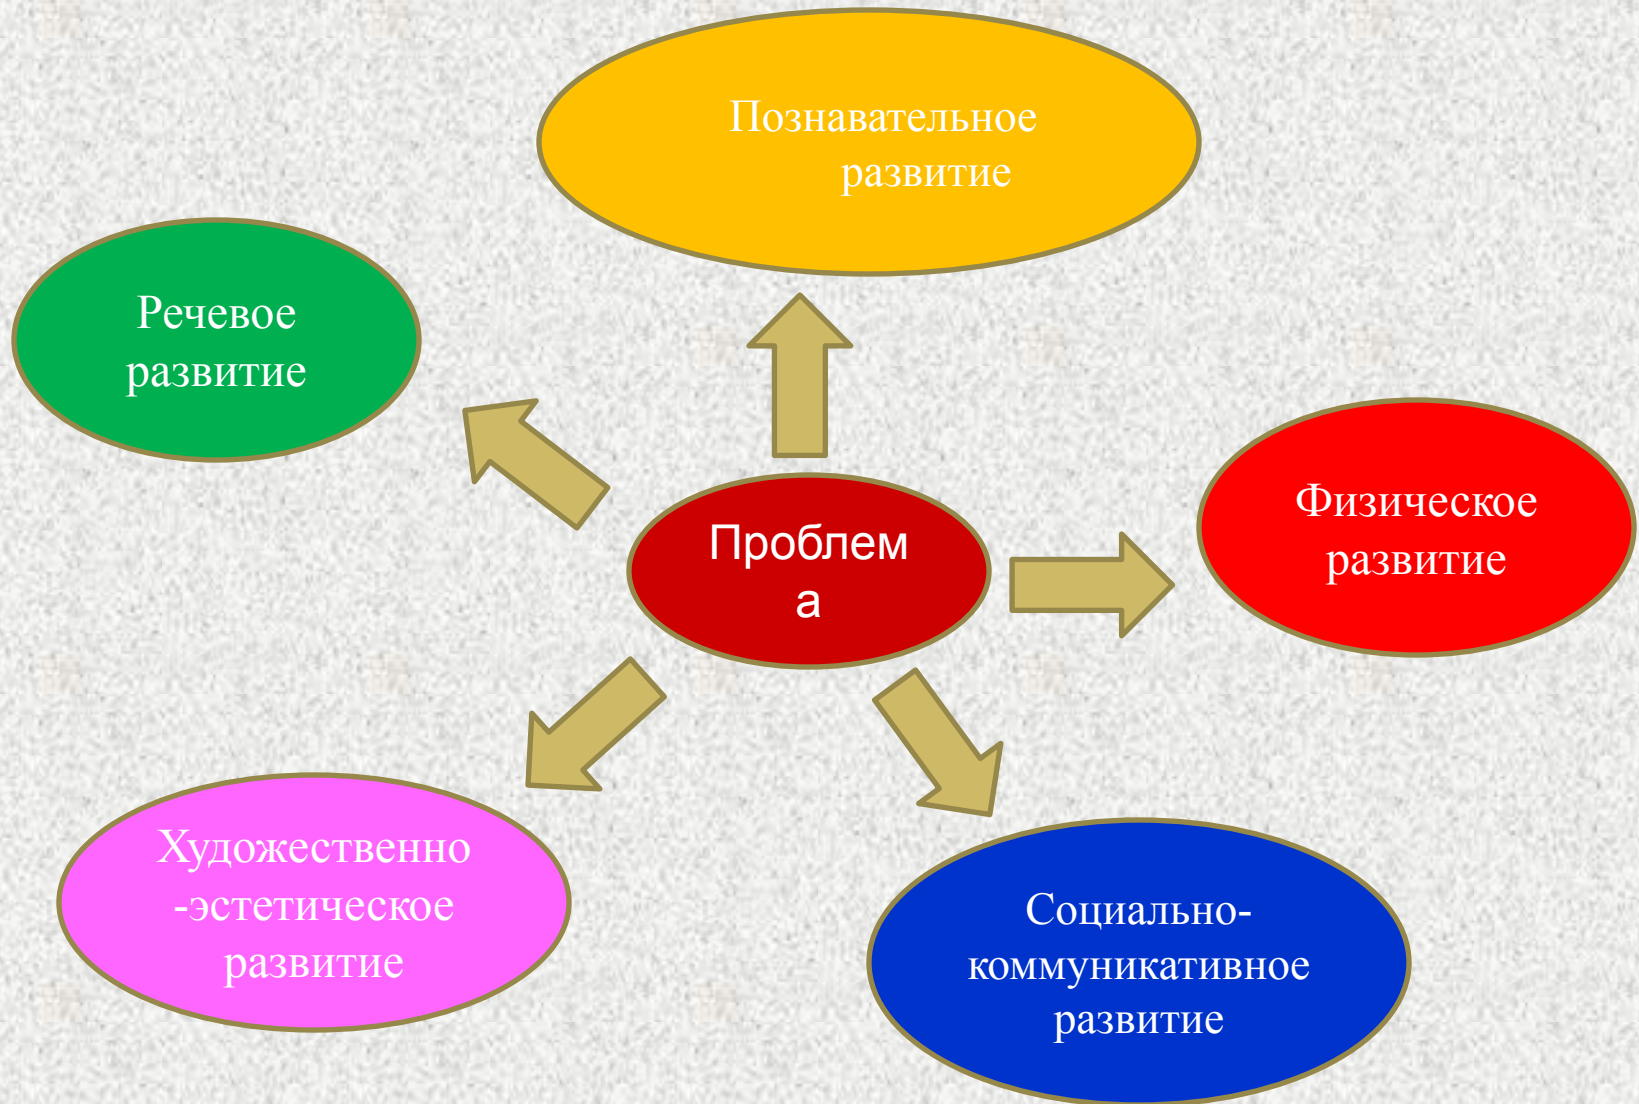 Познавательное
развитие
Речевое
развитие
Физическое
развитие
Проблем
а
Художественно
-эстетическое
развитие
Социально-
коммуникативное
развитие